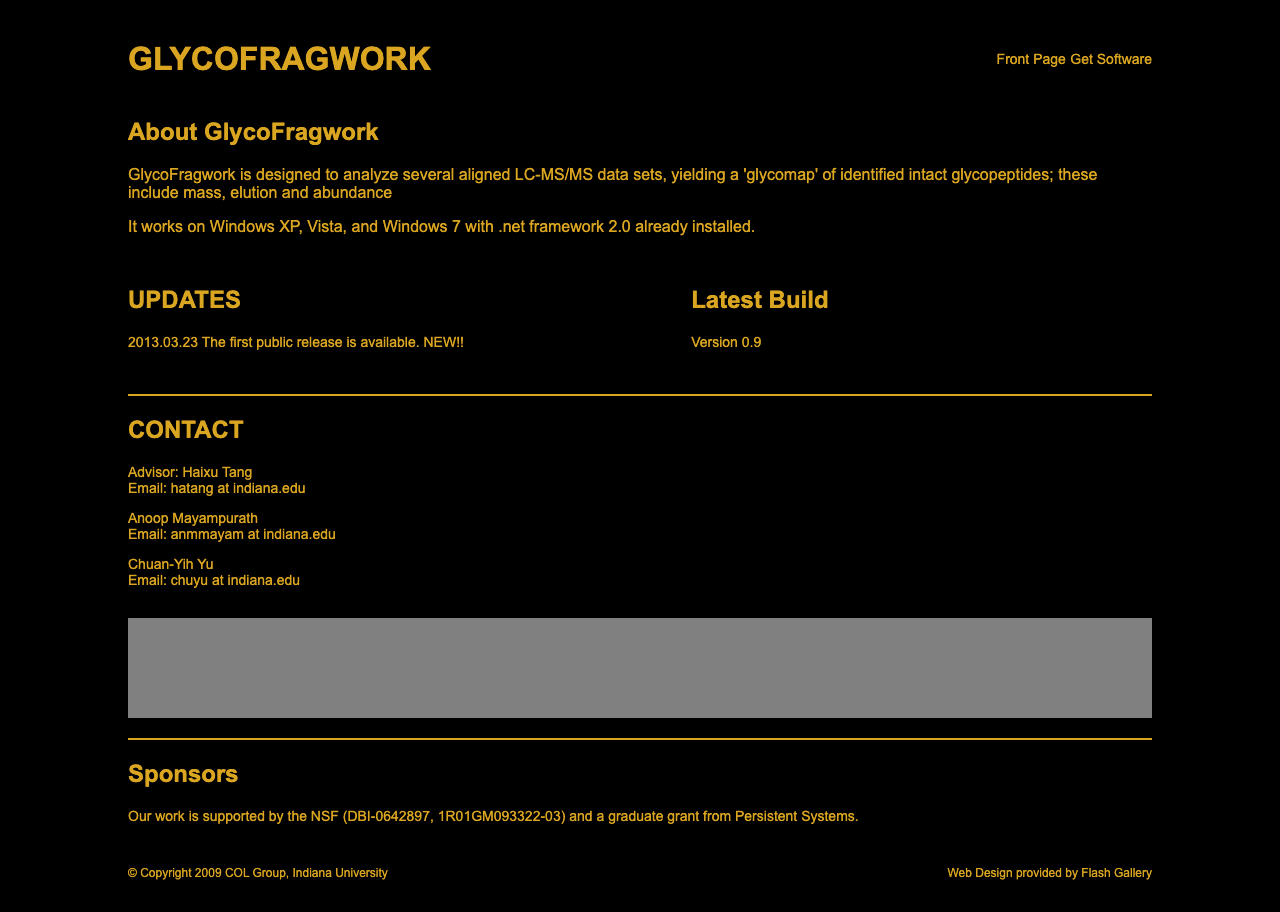 GLYCOFRAGWORK
Front Page Get Software
About GlycoFragwork
GlycoFragwork is designed to analyze several aligned LC-MS/MS data sets, yielding a 'glycomap' of identified intact glycopeptides; these
include mass, elution and abundance
It works on Windows XP, Vista, and Windows 7 with .net framework 2.0 already installed.
UPDATES
2013.03.23 The first public release is available. NEW!!
Latest Build
Version 0.9
CONTACT
Advisor: Haixu Tang
Email: hatang at indiana.edu
Anoop Mayampurath
Email: anmmayam at indiana.edu
Chuan-Yih Yu
Email: chuyu at indiana.edu
Sponsors
Our work is supported by the NSF (DBI-0642897, 1R01GM093322-03) and a graduate grant from Persistent Systems.
© Copyright 2009 COL Group, Indiana University
Web Design provided by Flash Gallery